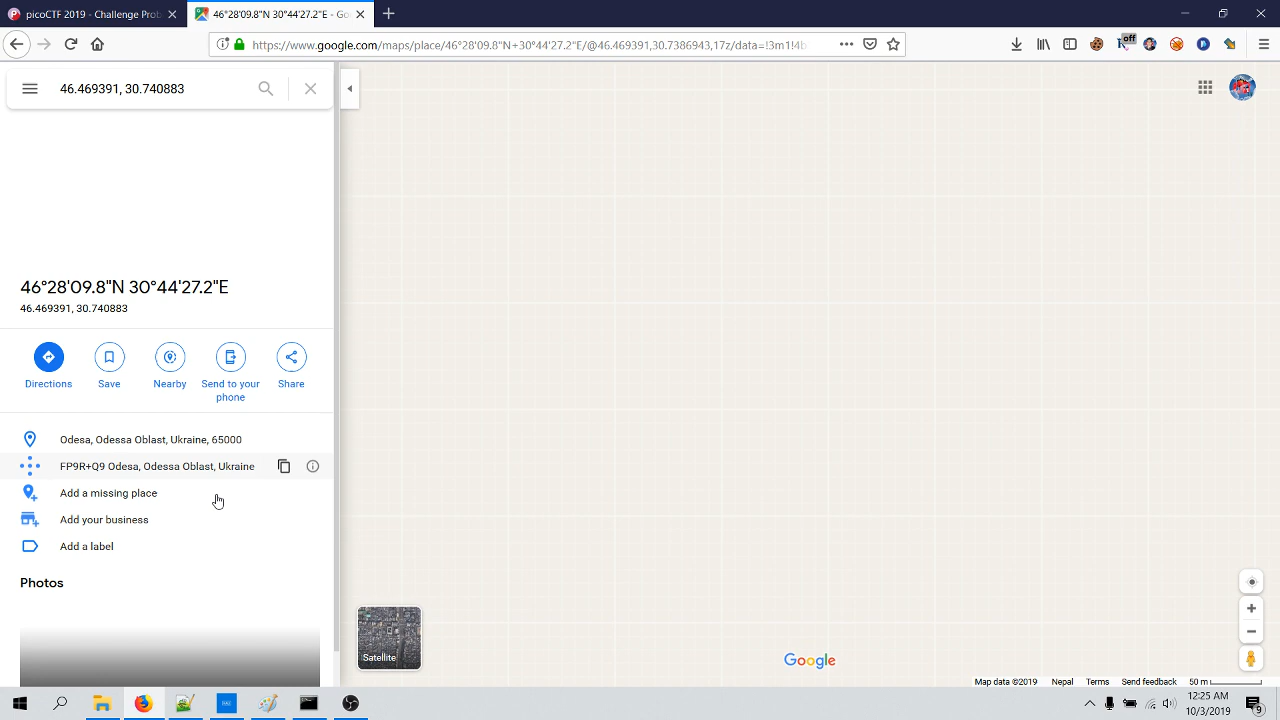 picoCTF 2019 - Challenge Prob
46°28'09.8"N 30°44'27.2"E - Go
https://www.google.com/maps/place/46°28'09.8"N+30°44'27.2"E/@46.469391,30.7386943,17z/data=!3m1!4b
off
46.469391, 30.740883
46°28'09.8"N 30°44'27.2"E
46.469391, 30.740883
Directions
Save
Nearby
Send to your
phone
Share
Odesa, Odessa Oblast, Ukraine, 65000
FP9R+Q9 Odesa, Odessa Oblast, Ukraine
Add a missing place
Add your business
Add a label
Photos
Satellite
Google
Map data ©2019
Nepal
Terms
Send feedback
50 m
12:25 AM
10/3/2019
9